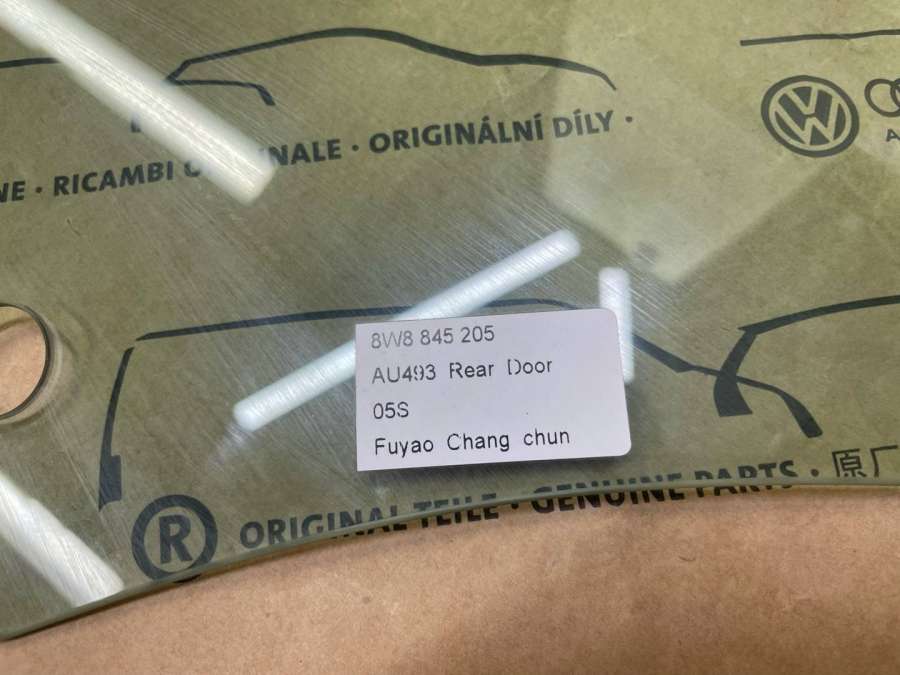 NE · RICAMBI O NALE · ORIGINÁLNÍ DÍLY ·
VW
A
8W8 845 205
AU493 Rear Door
05S
Fuyao Chang chun
® ORIGINAL TEILE · GENUINE PARTS · 原厂